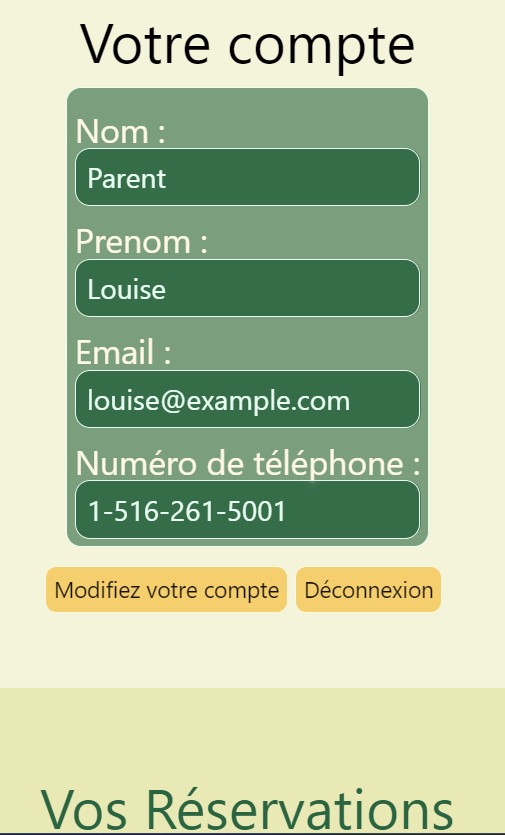 Votre compte
Nom :
Parent
Prenom :
Louise
Email :
louise@example.com
Numéro de téléphone :
1-516-261-5001
Modifiez votre compte
Déconnexion
Vos Réservations